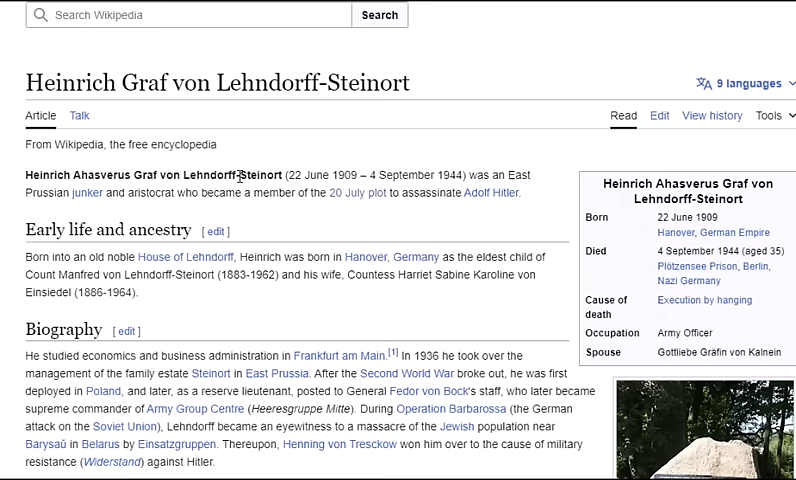 Search Wikipedia Search
Heinrich Graf von Lehndorff-Steinort
9 languages
Article Talk Read Edit View history Tools
From Wikipedia, the free encyclopedia
Heinrich Ahasverus Graf von Lehndorff-Steinort (22 June 1909 – 4 September 1944) was an East
Prussian junker and aristocrat who became a member of the 20 July plot to assassinate Adolf Hitler.
Early life and ancestry [ edit ]
Born into an old noble House of Lehndorff, Heinrich was born in Hanover, Germany as the eldest child of
Count Manfred von Lehndorff-Steinort (1883-1962) and his wife, Countess Harriet Sabine Karoline von
Einsiedel (1886-1964).
Biography [ edit ]
He studied economics and business administration in Frankfurt am Main.[1] In 1936 he took over the
management of the family estate Steinort in East Prussia. After the Second World War broke out, he was first
deployed in Poland, and later, as a reserve lieutenant, posted to General Fedor von Bock's staff, who later became
supreme commander of Army Group Centre (Heeresgruppe Mitte). During Operation Barbarossa (the German
attack on the Soviet Union), Lehndorff became an eyewitness to a massacre of the Jewish population near
Barysaŭ in Belarus by Einsatzgruppen. Thereupon, Henning von Tresckow won him over to the cause of military
resistance (Widerstand) against Hitler.
Heinrich Ahasverus Graf von
Lehndorff-Steinort
Born 22 June 1909
Hanover, German Empire
Died 4 September 1944 (aged 35)
Plötzensee Prison, Berlin,
Nazi Germany
Cause of Execution by hanging
death
Occupation Army Officer
Spouse Gottliebe Gräfin von Kalnein